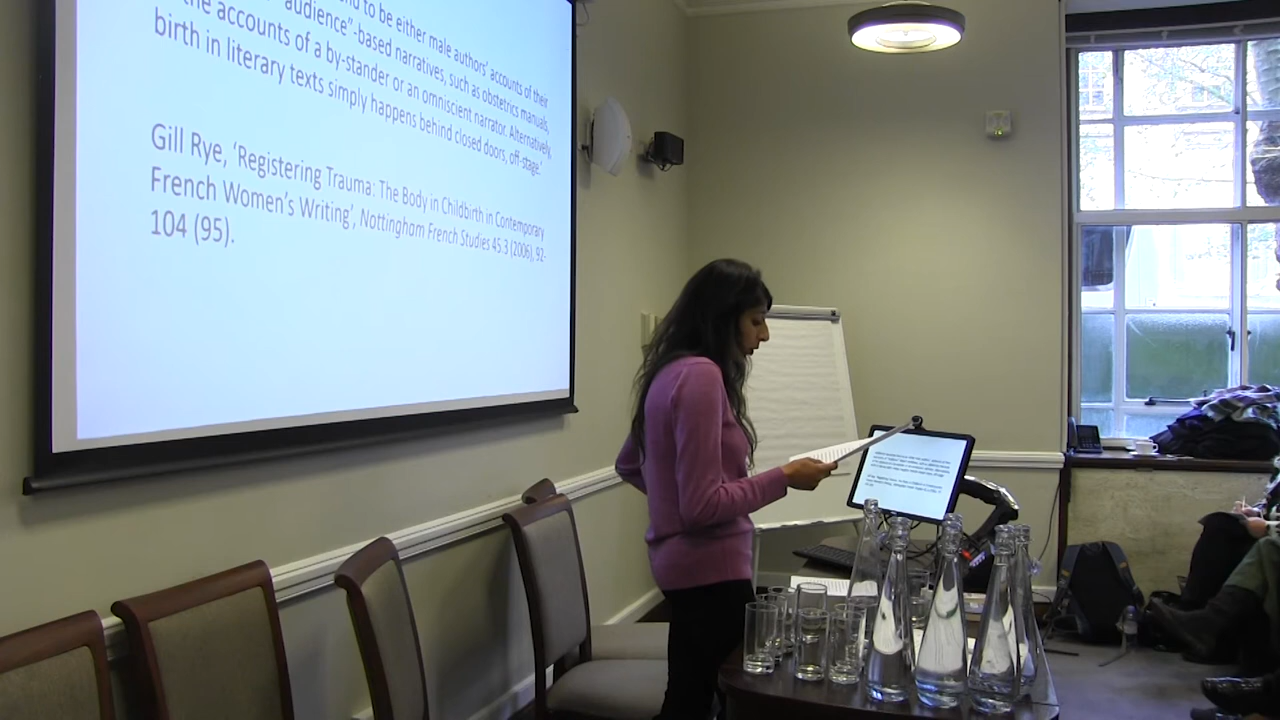 to be either male authors' accounts of their
"audience"-based narratives, such as obstetrics manuals,
the accounts of a by-stander or an omniscient narrator. Alternatively,
birth in literary texts simply happens behind closed doors, off-stage.'
Gill Rye, 'Registering Trauma: The Body in Childbirth in Contemporary
French Women's Writing', Nottingham French Studies 45.3 (2006), 92-
104 (95).